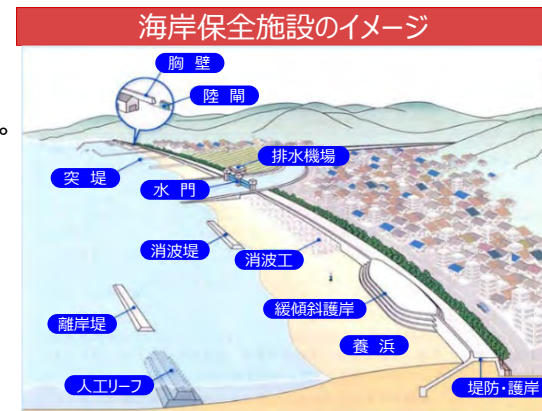 海岸保全施設のイメージ
胸 壁
陸 閘
。
排水機場
突 堤
水 門
消波堤
消波工
緩傾斜護岸
離岸堤
養 浜
人工リーフ
堤防・護岸